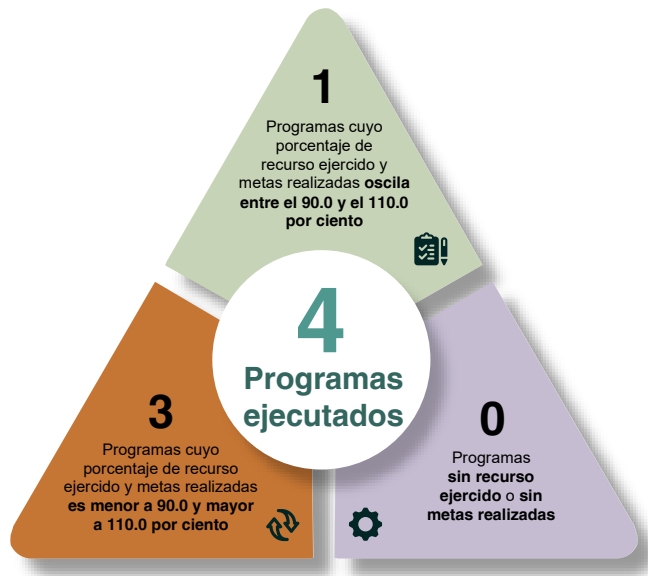 1
Programas cuyo
porcentaje de
recurso ejercido y
metas realizadas oscila
entre el 90.0 y el 110.0
por ciento
4
Programas
ejecutados
3
Programas cuyo
porcentaje de recurso
ejercido y metas realizadas
es menor a 90.0 y mayor
a 110.0 por ciento
0
Programas
sin recurso
ejercido o sin
metas realizadas